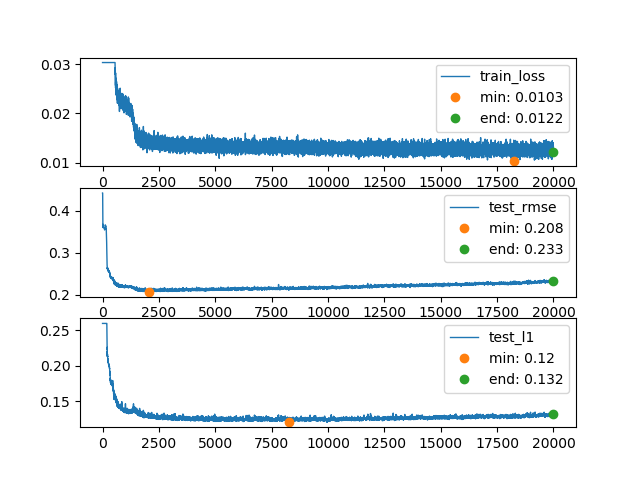 0.03
0.02
0.01
train_loss
min: 0.0103
end: 0.0122
0 2500 5000 7500 10000 12500 15000 17500 20000
0.4
0.3
0.2
test_rmse
min: 0.208
end: 0.233
0 2500 5000 7500 10000 12500 15000 17500 20000
0.25
0.20
0.15
test_l1
min: 0.12
end: 0.132
0 2500 5000 7500 10000 12500 15000 17500 20000